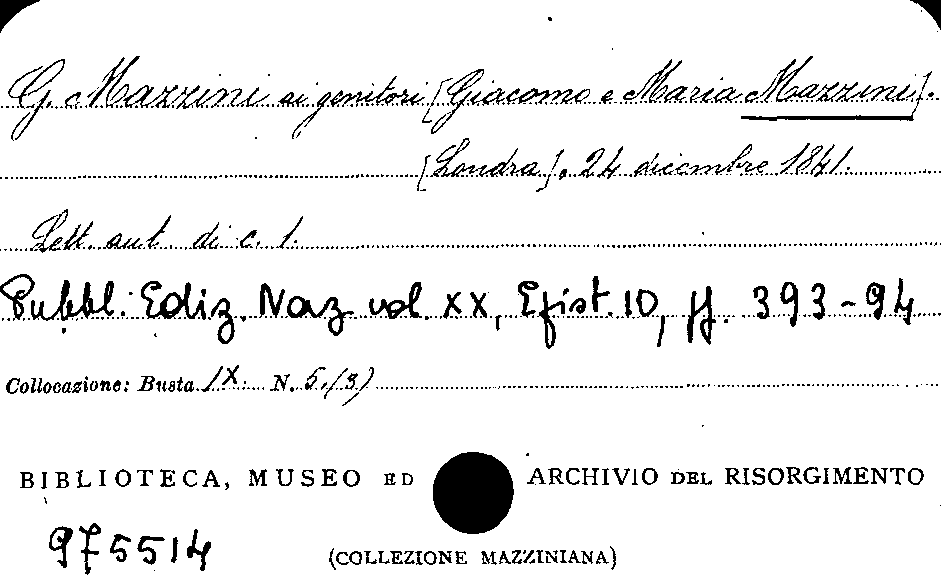 G. Mazzini ai genitori [Giacomo e Maria Mazzini].
[Londra], 24 dicembre 1841.
Lett. aut. di c. 1.
Pubbl. Ediz. Naz vol. XX, Epist. 10, pp. 393-94
Collocazione: Busta IX. N. 5/(3)
BIBLIOTECA, MUSEO ED ARCHIVIO DEL RISORGIMENTO
975514
(COLLEZIONE MAZZINIANA)